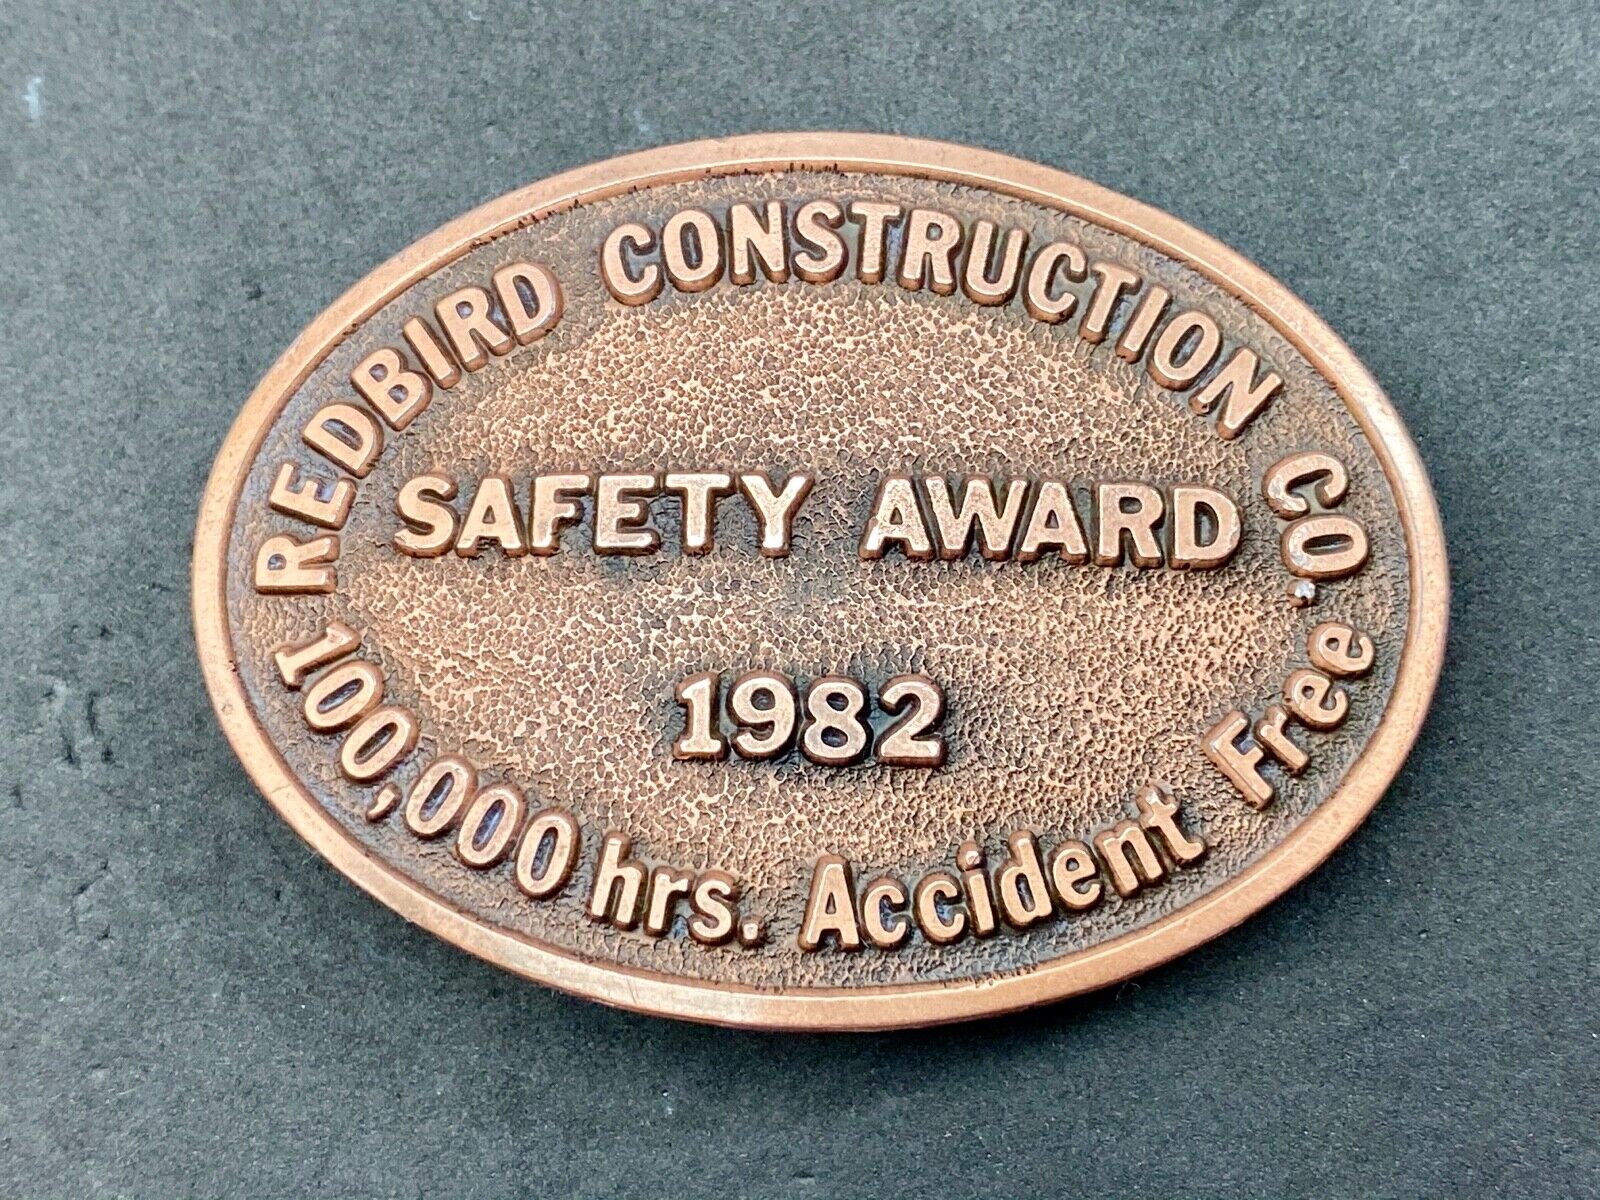 REDBIRD CONSTRUCTION CO.
SAFETY AWARD
1982
100,000 hrs. Accident Free